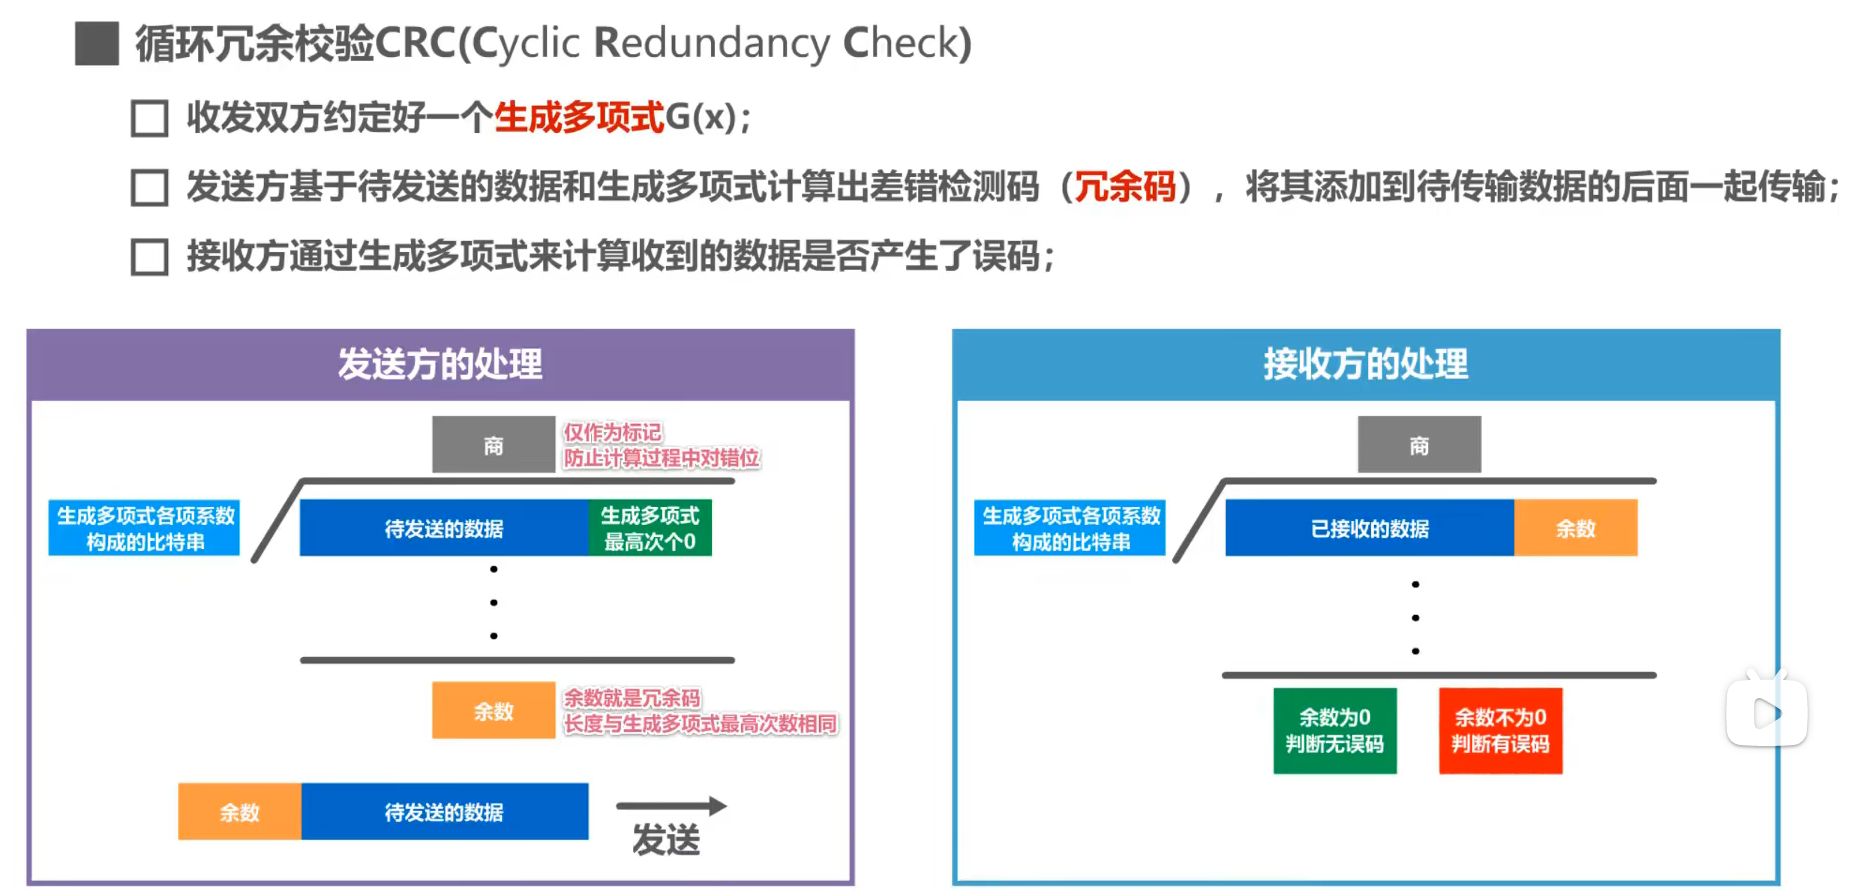 循环冗余校验CRC(Cyclic Redundancy Check)
收发双方约定好一个生成多项式G(x);
发送方基于待发送的数据和生成多项式计算出差错检测码（冗余码），将其添加到待传输数据的后面一起传输;
接收方通过生成多项式来计算收到的数据是否产生了误码;
发送方的处理
商
仅作为标记
防止计算过程中对错位
生成多项式各项系数
构成的比特串
待发送的数据
生成多项式
最高次个0
余数
余数就是冗余码
长度与生成多项式最高次数相同
余数
待发送的数据
发送
接收方的处理
商
生成多项式各项系数
构成的比特串
已接收的数据
余数
余数为0
判断无误码
余数不为0
判断有误码